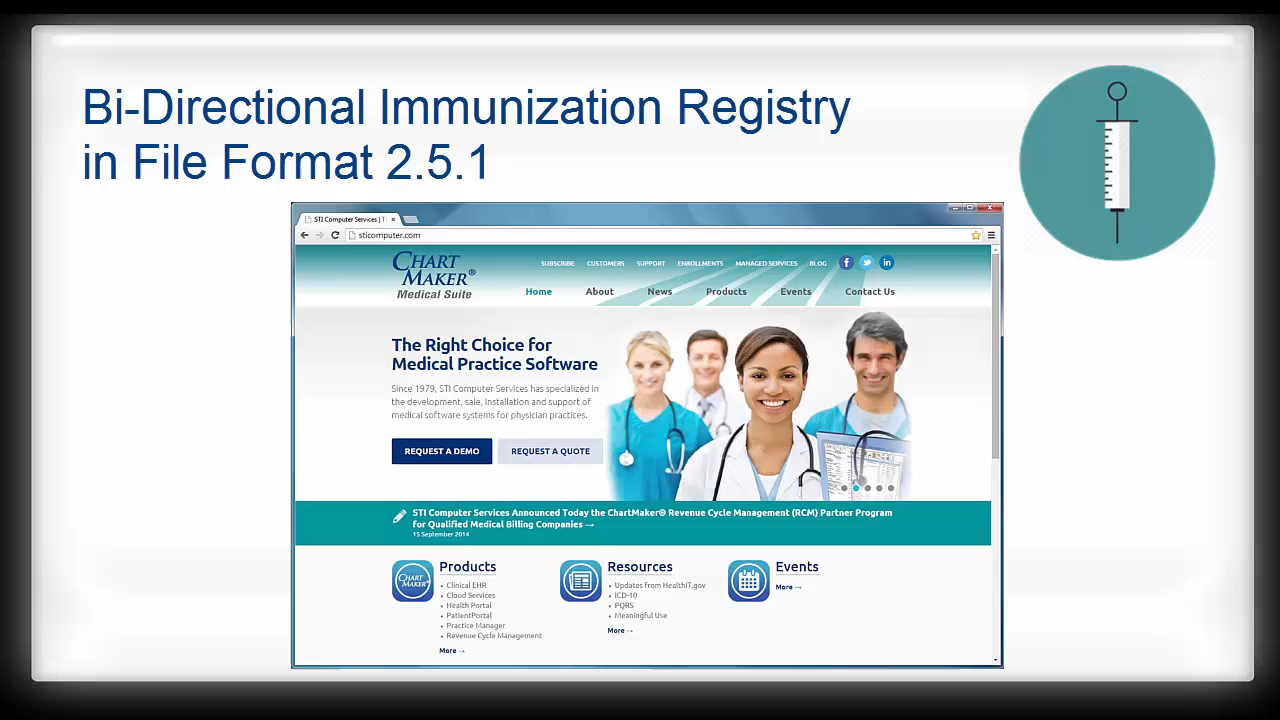 Bi-Directional Immunization Registry
in File Format 2.5.1
STI Computer Services | T
sticomputer.com
CHART
MAKER®
Medical Suite
SUBSCRIBE CUSTOMERS SUPPORT ENROLLMENTS MANAGED SERVICES BLOG
Home About News Products Events Contact Us
The Right Choice for
Medical Practice Software
Since 1979, STI Computer Services has specialized in
the development, sale, installation and support of
medical software systems for physician practices.
REQUEST A DEMO REQUEST A QUOTE
STI Computer Services Announced Today the ChartMaker® Revenue Cycle Management (RCM) Partner Program
for Qualified Medical Billing Companies →
15 September 2014
CHART MAKER
Products
• Clinical EHR
• Cloud Services
• Health Portal
• PatientPortal
• Practice Manager
• Revenue Cycle Management
More →
Resources
• Updates from HealthIT.gov
• ICD-10
• PQRS
• Meaningful Use
More →
Events
More →